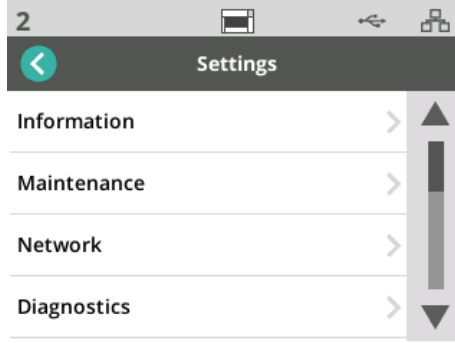 2
Settings
Information
Maintenance
Network
Diagnostics